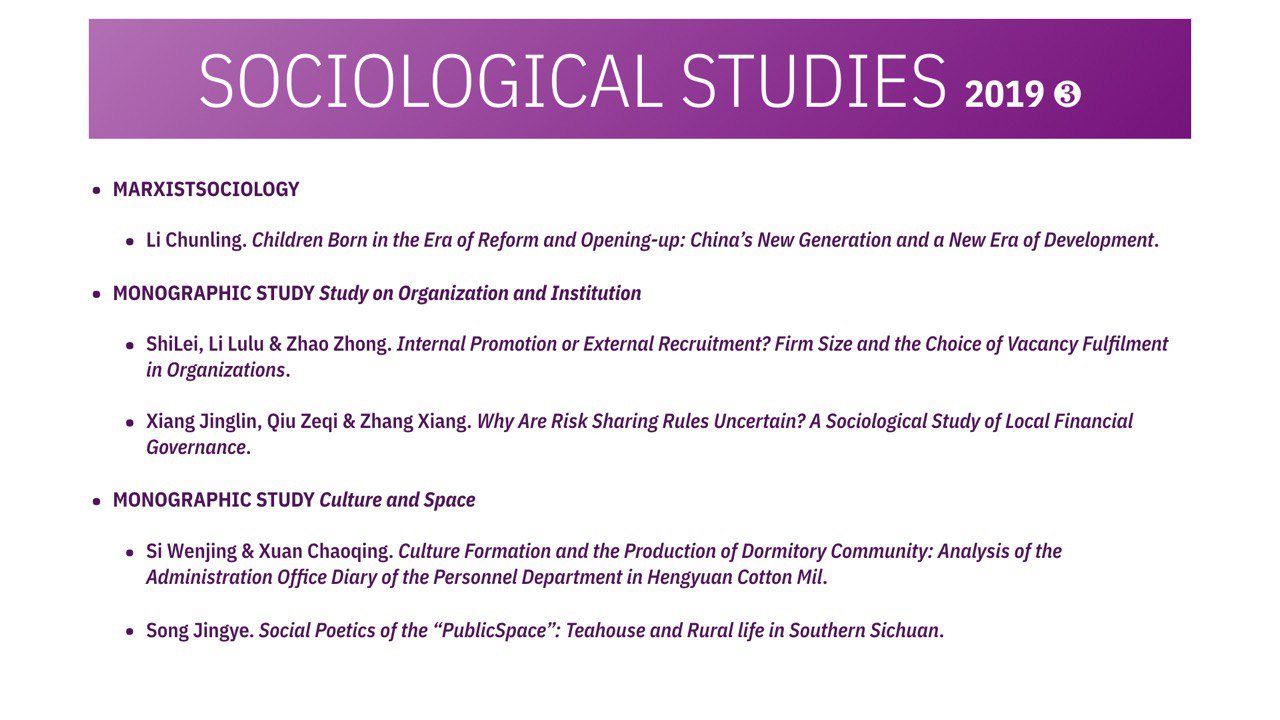 SOCIOLOGICAL STUDIES 2019 ❸
• MARXISTSOCIOLOGY
• Li Chunling. Children Born in the Era of Reform and Opening-up: China’s New Generation and a New Era of Development.
• MONOGRAPHIC STUDY Study on Organization and Institution
• ShiLei, Li Lulu & Zhao Zhong. Internal Promotion or External Recruitment? Firm Size and the Choice of Vacancy Fulfilment
in Organizations.
• Xiang Jinglin, Qiu Zeqi & Zhang Xiang. Why Are Risk Sharing Rules Uncertain? A Sociological Study of Local Financial
Governance.
• MONOGRAPHIC STUDY Culture and Space
• Si Wenjing & Xuan Chaoqing. Culture Formation and the Production of Dormitory Community: Analysis of the
Administration Office Diary of the Personnel Department in Hengyuan Cotton Mil.
• Song Jingye. Social Poetics of the “PublicSpace”: Teahouse and Rural life in Southern Sichuan.